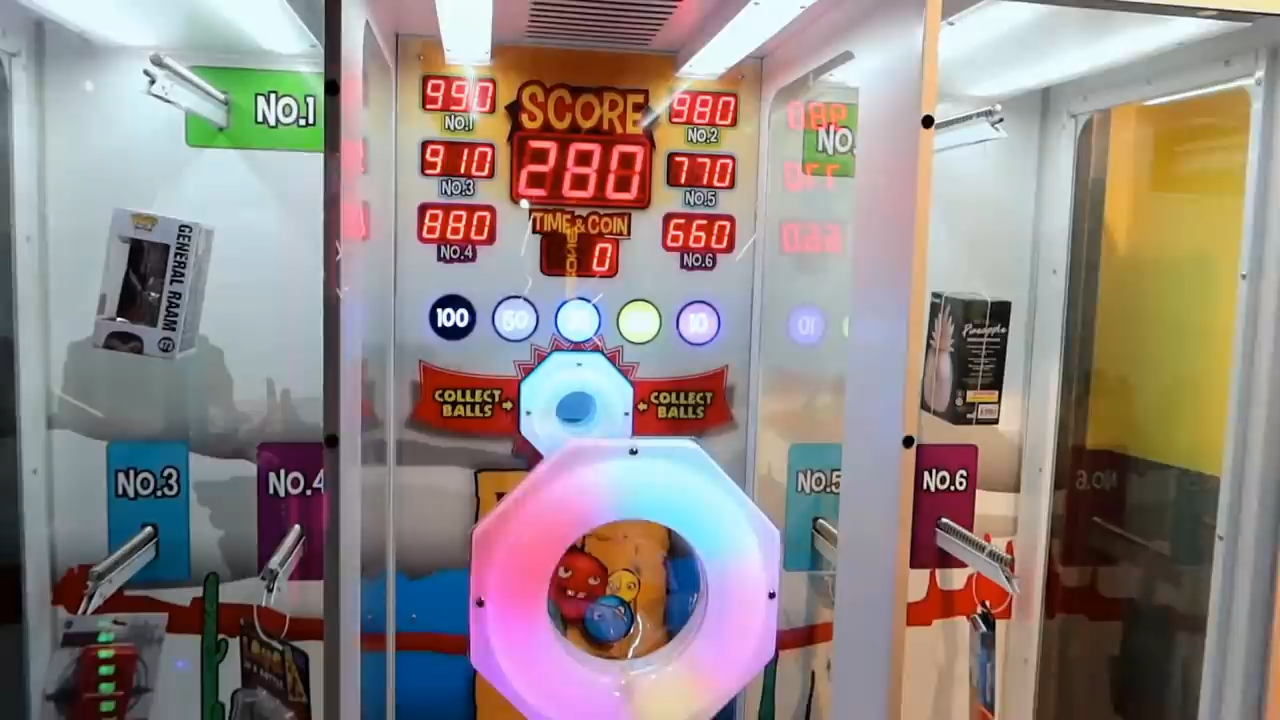 NO.1
GENERAL RAAM
SCORE
990
NO.1
980
NO.2
280
910
NO.3
770
NO.5
TIME & COIN
880
NO.4
0
660
NO.6
NO.
100
50
10
Pineapple
COLLECT
BALLS
COLLECT
BALLS
NO.3
NO.4
NO.5
NO.6